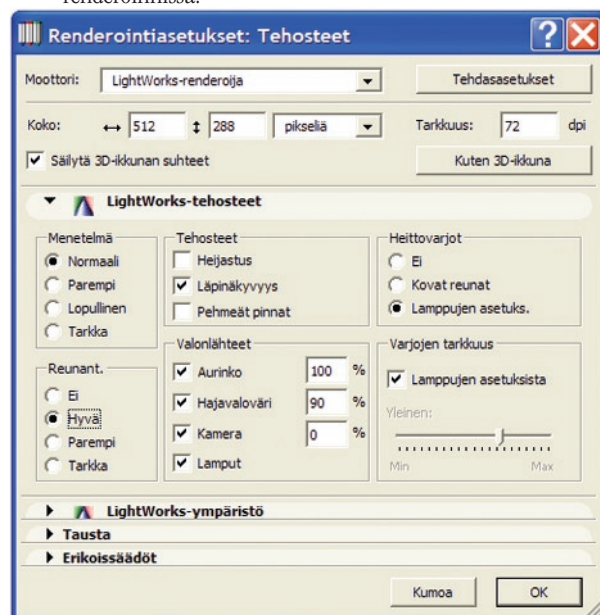 renderoinnissa.
Renderointiasetukset: Tehosteet
Moottori: LightWorks-renderoija Tehdasasetukset
Koko: 512 288 pikseliä Tarkkuus: 72 dpi
Säilytä 3D-ikkunan suhteet Kuten 3D-ikkuna
LightWorks-tehosteet
Menetelmä
Normaali
Parempi
Lopullinen
Tarkka
Reunant.
Ei
Hyvä
Parempi
Tarkka
Tehosteet
Heijastus
Läpinäkyvyys
Pehmeät pinnat
Valonlähteet
Aurinko 100 %
Hajavaloväri 90 %
Kamera 0 %
Lamput
Heittovarjot
Ei
Kovat reunat
Lamppujen asetuks.
Varjojen tarkkuus
Lamppujen asetuksista
Yleinen:
Min Max
LightWorks-ympäristö
Tausta
Erikoissäädöt
Kumoa OK